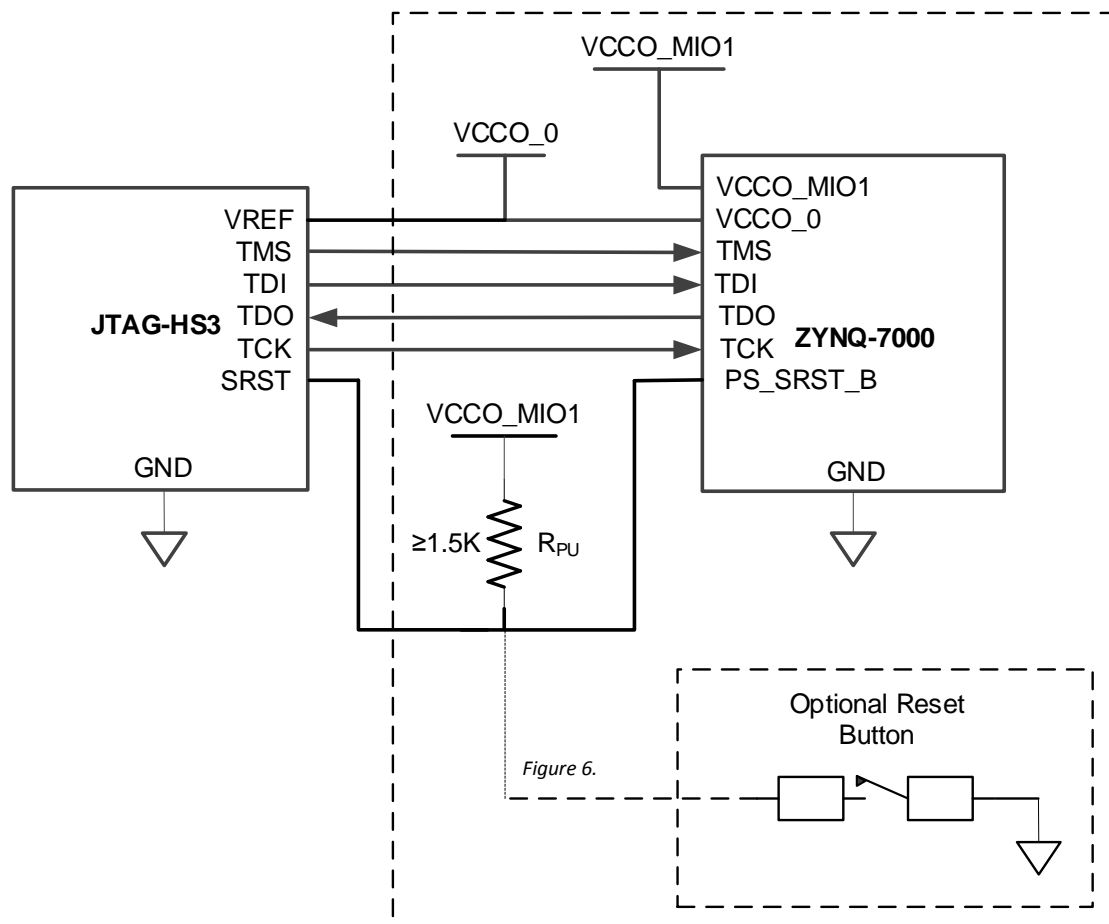 VCCO_MIO1
VCCO_0
VREF
TMS
TDI
TDO
TCK
SRST
JTAG-HS3
GND
VCCO_MIO1
VCCO_0
TMS
TDI
TDO
TCK
PS_SRST_B
ZYNQ-7000
GND
VCCO_MIO1
≥1.5K
RPU
Figure 6.
Optional Reset
Button